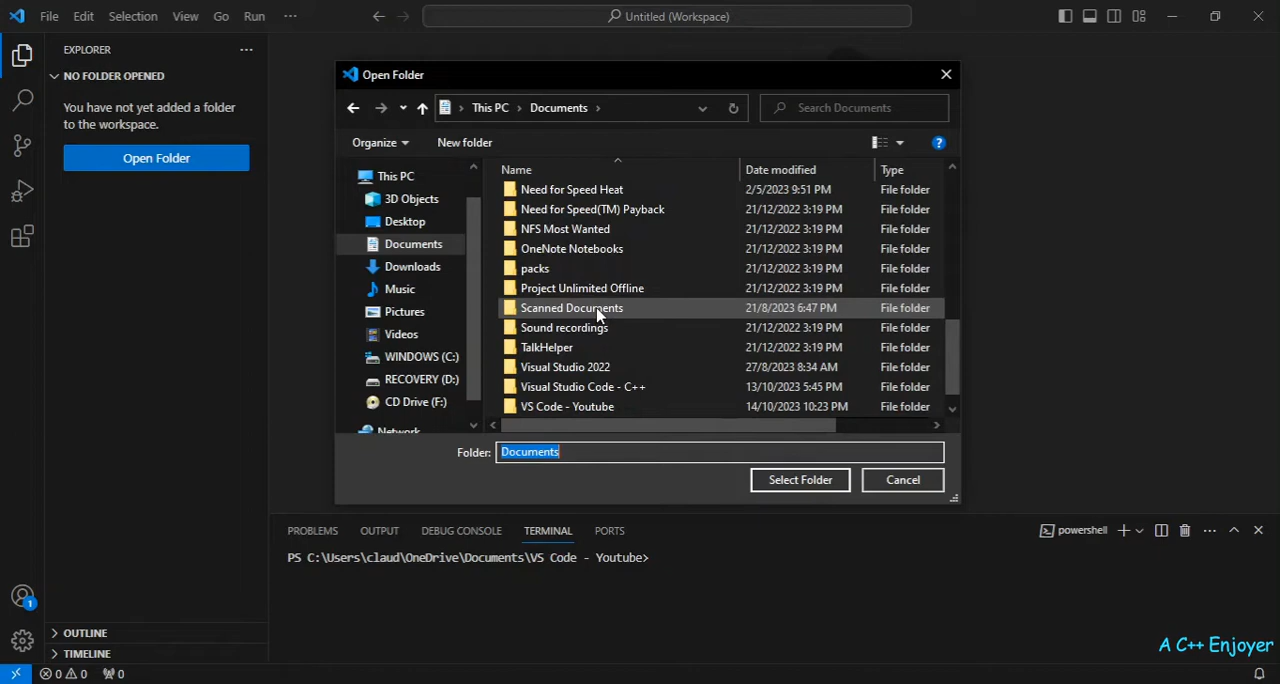 File Edit Selection View Go Run ··· Untitled (Workspace)
EXPLORER ···
NO FOLDER OPENED
You have not yet added a folder
to the workspace.
Open Folder
Open Folder
This PC > Documents > Search Documents
Organize New folder ?
This PC
3D Objects
Desktop
Documents
Downloads
Music
Pictures
Videos
WINDOWS (C:)
RECOVERY (D:)
CD Drive (F:)
Network
Name Date modified Type
Need for Speed Heat 2/5/2023 9:51 PM File folder
Need for Speed(TM) Payback 21/12/2022 3:19 PM File folder
NFS Most Wanted 21/12/2022 3:19 PM File folder
OneNote Notebooks 21/12/2022 3:19 PM File folder
packs 21/12/2022 3:19 PM File folder
Project Unlimited Offline 21/12/2022 3:19 PM File folder
Scanned Documents 21/8/2023 6:47 PM File folder
Sound recordings 21/12/2022 3:19 PM File folder
TalkHelper 21/12/2022 3:19 PM File folder
Visual Studio 2022 27/8/2023 8:34 AM File folder
Visual Studio Code - C++ 13/10/2023 5:45 PM File folder
VS Code - Youtube 14/10/2023 10:23 PM File folder
Folder: Documents
Select Folder Cancel
PROBLEMS OUTPUT DEBUG CONSOLE TERMINAL PORTS powershell ···
PS C:\Users\claud\OneDrive\Documents\VS Code - Youtube>
1
OUTLINE
TIMELINE
A C++ Enjoyer
0 0 0